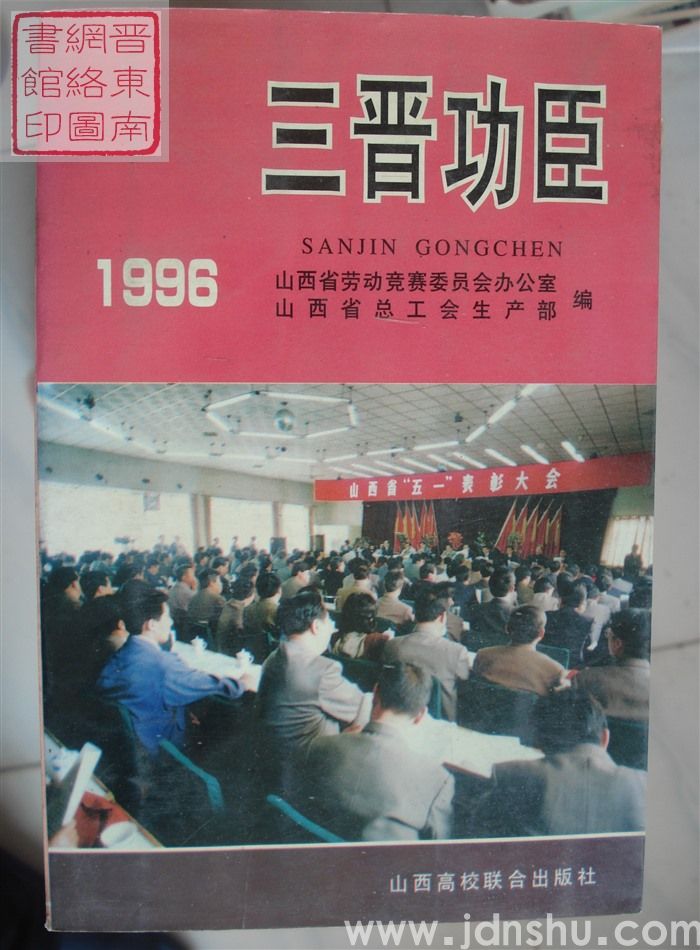 晋東南
網絡圖
書館印
三晋功臣
SANJIN GONGCHEN
1996
山西省劳动竞赛委员会办公室
山西省总工会生产部
编
山西省“五一”表彰大会
山西高校联合出版社
www.jdnshu.com